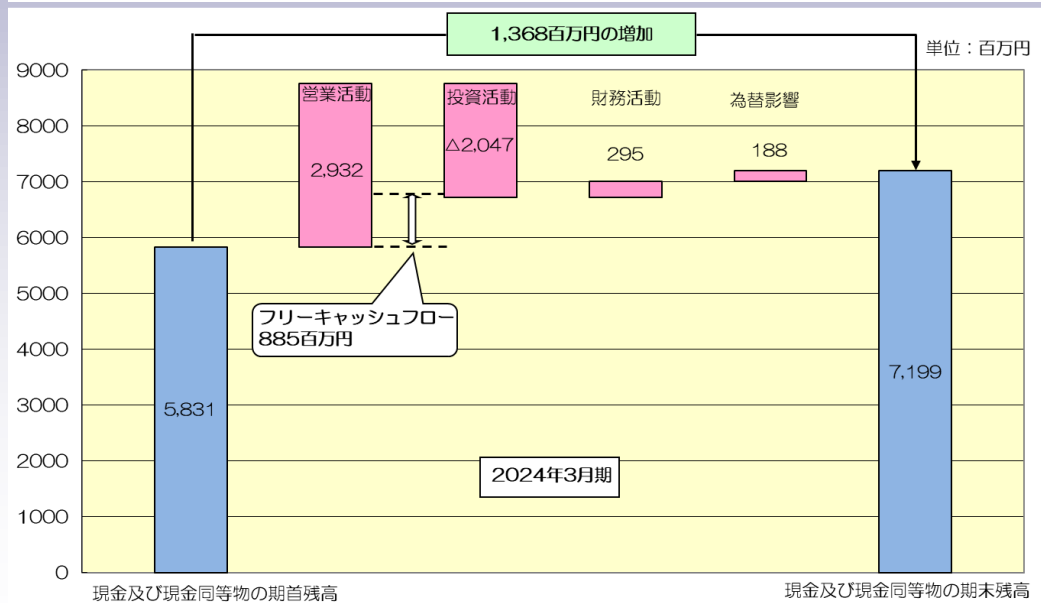 1,368百万円の増加
単位：百万円
9000
8000
7000
6000
5000
4000
3000
2000
1000
0
営業活動
2,932
投資活動
△2,047
財務活動
295
為替影響
188
フリーキャッシュフロー
885百万円
5,831
7,199
2024年3月期
現金及び現金同等物の期首残高
現金及び現金同等物の期末残高